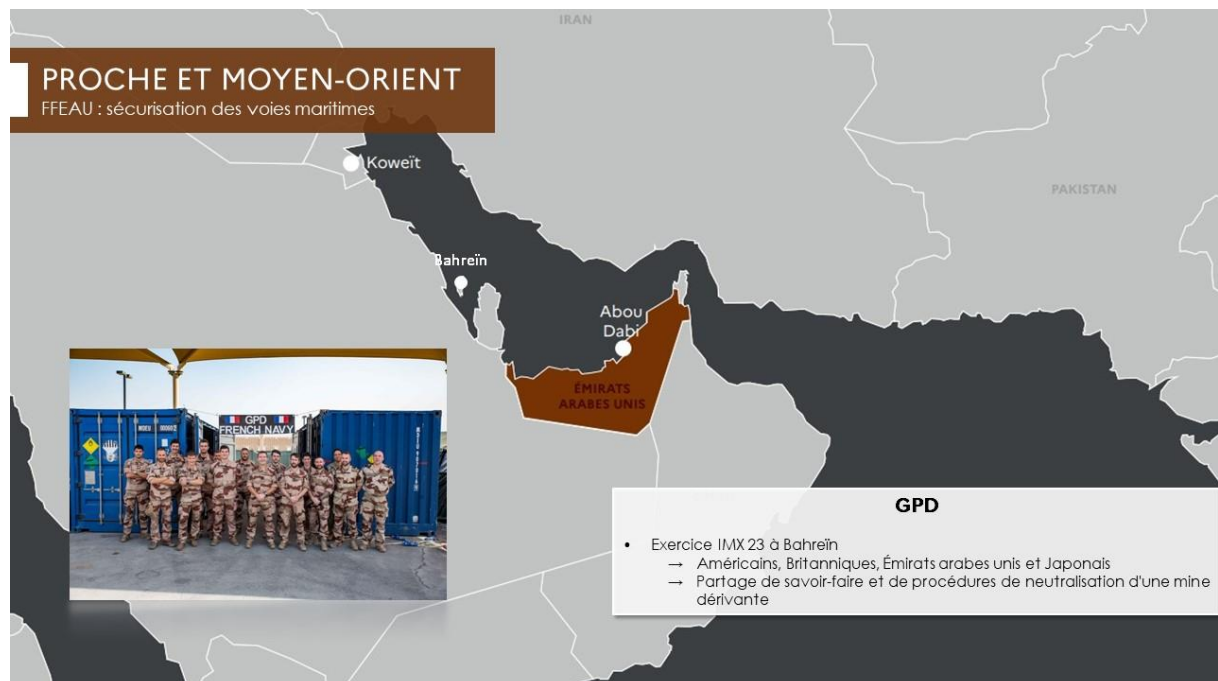 IRAN
PROCHE ET MOYEN-ORIENT
FFEAU : sécurisation des voies maritimes
Koweït
PAKISTAN
Bahreïn
Abou
Dabi
ÉMIRATS
ARABES UNIS
GPD
FRENCH NAVY
GPD
• Exercice IMX 23 à Bahreïn
→ Américains, Britanniques, Émirats arabes unis et Japonais
→ Partage de savoir-faire et de procédures de neutralisation d'une mine
dérivante